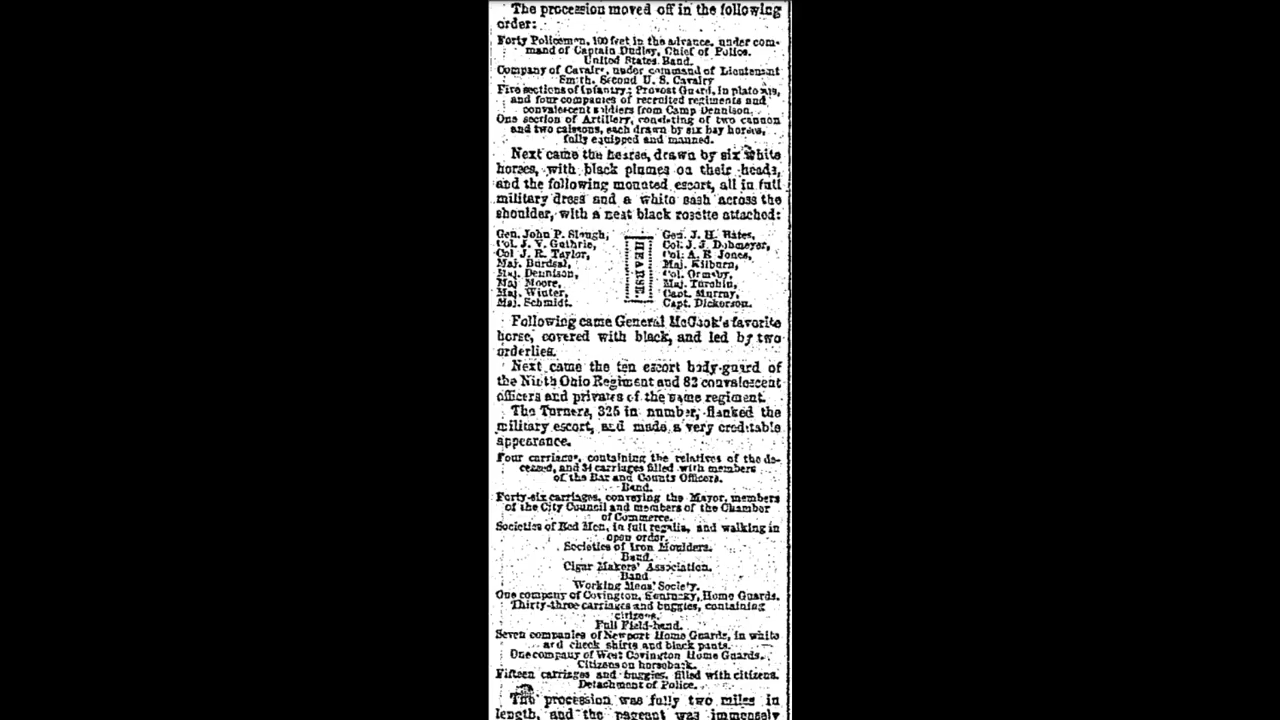 The procession moved off in the following
order:
Forty Policemen, 100 feet in the advance, under com-
mand of Captain Dudley, Chief of Police.
United States Band.
Company of Cavalry, under command of Lieutenant
Smith, Second U. S. Cavalry
Five sections of Infantry; Provost Guard, in platoons,
and four companies of recruited regiments and
convalescent soldiers from Camp Dennison.
One section of Artillery, consisting of two cannon
and two caissons, each drawn by six bay horses,
fully equipped and manned.
Next came the hearse, drawn by six white
horses, with black plumes on their heads,
and the following mounted escort, all in full
military dress and a white sash across the
shoulder, with a neat black rosette attached:
Gen. John P. Slough,
Col. J. V. Guthrie,
Col J. R. Taylor,
Maj. Burdsal,
Maj. Dennison,
Maj Moore,
Maj. Winter,
Maj. Schmidt.
HEARSE.
Gen. J. H. Bates,
Col. J. J. Dobmeyer,
Col. A. E Jones,
Maj. Kilburn,
Col. Ormsby,
Maj.
Capt. Murray,
Capt. Dickerson.
Following came General McCook's favorite
horse, covered with black, and led by two
orderlies.
Next came the ten escort body-guard of
the Ninth Ohio Regiment and 82 convalescent
officers and privates of the same regiment.
The Turners, 325 in number, flanked the
military escort, and made a very creditable
appearance.
Four carriages, containing the relatives of the de-
ceased, and 34 carriages filled with members
of the Bar and County Officers.
Band.
Forty-six carriages, conveying the Mayor, members
of the City Council and members of the Chamber
of Commerce.
Societies of Red Men, in full regalia, and walking in
open order.
Societies of Iron Moulders.
Band.
Cigar Makers' Association.
Band
Working Mens' Society.
One company of Covington, Kentucky, Home Guards.
Thirty-three carriages and buggies, containing
citizens.
Full Field-band.
Seven companies of Newport Home Guards, in white
and check shirts and black pants.
One company of West Covington Home Guards.
Citizens on horseback.
Fifteen carriages and buggies, filled with citizens.
Detachment of Police.
The procession was fully two miles in
length, and the pageant was immensely